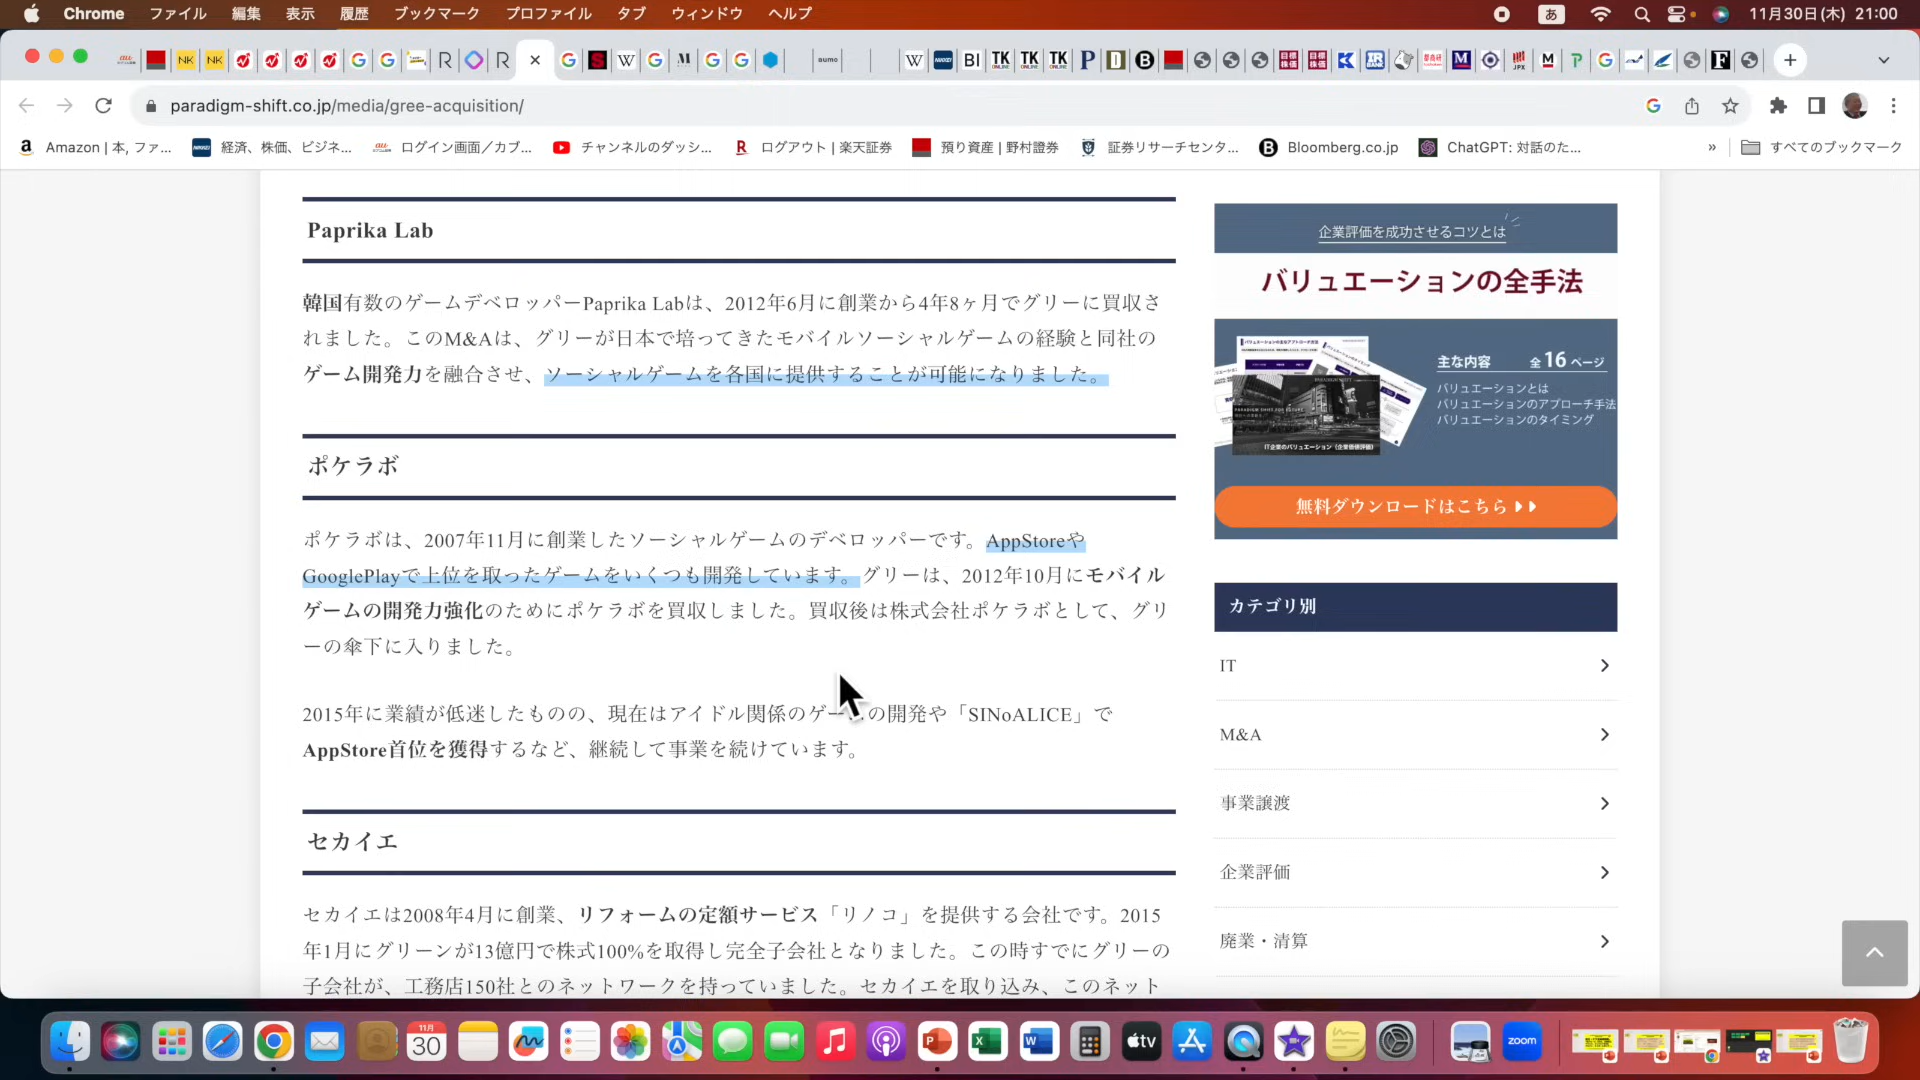 Chrome ファイル 編集 表示 履歴 ブックマーク プロファイル タブ ウィンドウ ヘルプ あ 11月30日(木) 21:00
paradigm-shift.co.jp/media/gree-acquisition/
Amazon | 本, ファ... 経済、株価、ビジネ... ログイン画面／カブ... チャンネルのダッシ... ログアウト | 楽天証券 預り資産 | 野村證券 証券リサーチセンタ... Bloomberg.co.jp ChatGPT: 対話のた... » すべてのブックマーク
Paprika Lab
韓国有数のゲームデベロッパーPaprika Labは、2012年6月に創業から4年8ヶ月でグリーに買収さ
れました。このM&Aは、グリーが日本で培ってきたモバイルソーシャルゲームの経験と同社の
ゲーム開発力を融合させ、ソーシャルゲームを各国に提供することが可能になりました。
ポケラボ
ポケラボは、2007年11月に創業したソーシャルゲームのデベロッパーです。AppStoreや
GooglePlayで上位を取ったゲームをいくつも開発しています。グリーは、2012年10月にモバイル
ゲームの開発力強化のためにポケラボを買収しました。買収後は株式会社ポケラボとして、グリ
ーの傘下に入りました。
2015年に業績が低迷したものの、現在はアイドル関係のゲームの開発や「SINoALICE」で
AppStore首位を獲得するなど、継続して事業を続けています。
セカイエ
セカイエは2008年4月に創業、リフォームの定額サービス「リノコ」を提供する会社です。2015
年1月にグリーンが13億円で株式100%を取得し完全子会社となりました。この時すでにグリーの
子会社が、工務店150社とのネットワークを持っていました。セカイエを取り込み、このネット
企業評価を成功させるコツとは
バリュエーションの全手法
主な内容 全16ページ
バリュエーションとは
バリュエーションのアプローチ手法
バリュエーションのタイミング
IT企業のバリュエーション（企業価値評価）
無料ダウンロードはこちら
カテゴリ別
IT
M&A
事業譲渡
企業評価
廃業・清算
11月
30
tv
zoom